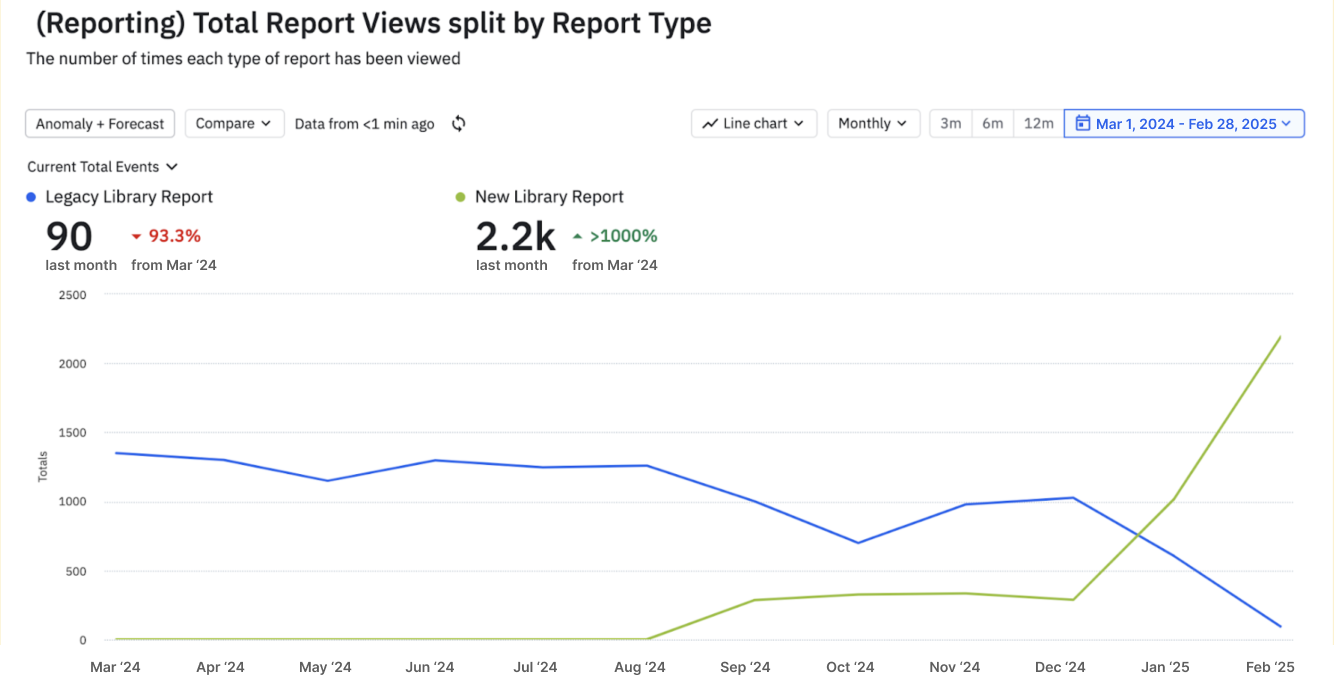 (Reporting) Total Report Views split by Report Type
The number of times each type of report has been viewed
Anomaly + Forecast Compare Data from <1 min ago Line chart Monthly 3m 6m 12m Mar 1, 2024 - Feb 28, 2025
Current Total Events
Legacy Library Report New Library Report
90 93.3% 2.2k >1000%
last month from Mar ‘24 last month from Mar ‘24
2500
2000
1500
Totals
1000
500
0
Mar ‘24 Apr ‘24 May ‘24 Jun ‘24 Jul ‘24 Aug ‘24 Sep ‘24 Oct ‘24 Nov ‘24 Dec ‘24 Jan ‘25 Feb ‘25